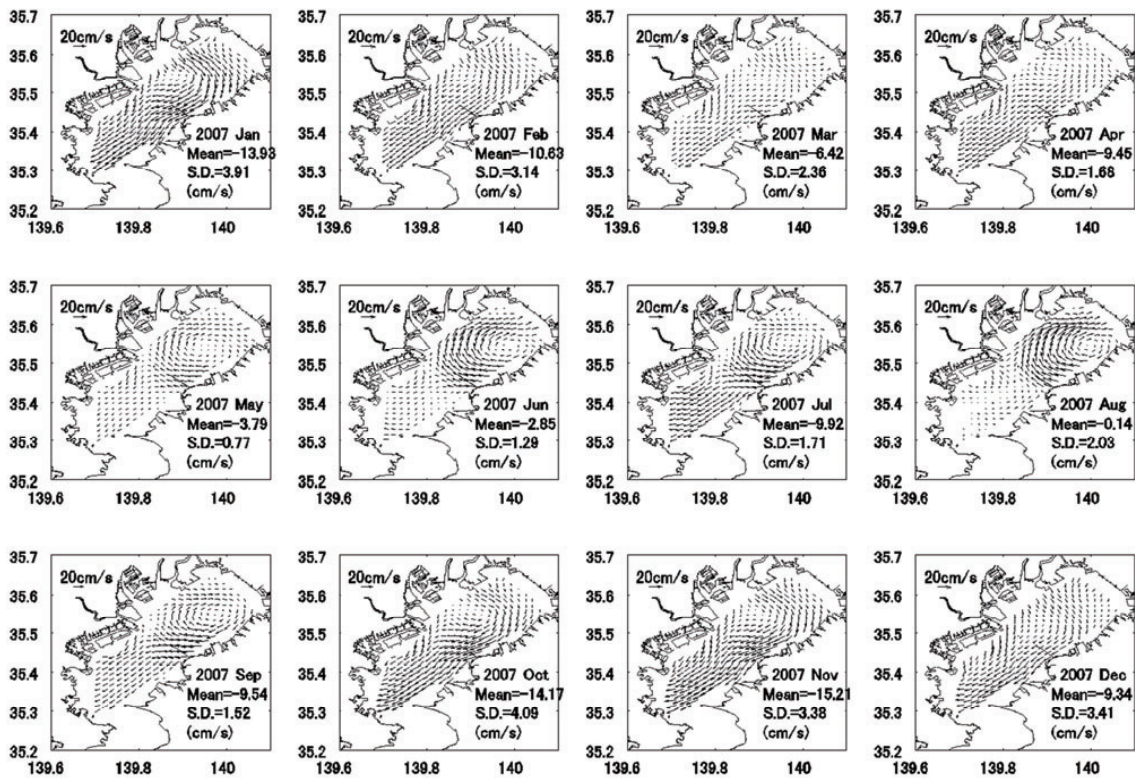 35.7
35.6
35.5
35.4
35.3
35.2
139.6 139.8 140
20cm/s
2007 Jan
Mean=-13.93
S.D.=3.91
(cm/s)
35.7
35.6
35.5
35.4
35.3
35.2
139.6 139.8 140
20cm/s
2007 Feb
Mean=-10.63
S.D.=3.14
(cm/s)
35.7
35.6
35.5
35.4
35.3
35.2
139.6 139.8 140
20cm/s
2007 Mar
Mean=-6.42
S.D.=2.36
(cm/s)
35.7
35.6
35.5
35.4
35.3
35.2
139.6 139.8 140
20cm/s
2007 Apr
Mean=-9.45
S.D.=1.68
(cm/s)
35.7
35.6
35.5
35.4
35.3
35.2
139.6 139.8 140
20cm/s
2007 May
Mean=-3.79
S.D.=0.77
(cm/s)
35.7
35.6
35.5
35.4
35.3
35.2
139.6 139.8 140
20cm/s
2007 Jun
Mean=-2.85
S.D.=1.29
(cm/s)
35.7
35.6
35.5
35.4
35.3
35.2
139.6 139.8 140
20cm/s
2007 Jul
Mean=-9.92
S.D.=1.71
(cm/s)
35.7
35.6
35.5
35.4
35.3
35.2
139.6 139.8 140
20cm/s
2007 Aug
Mean=-0.14
S.D.=2.03
(cm/s)
35.7
35.6
35.5
35.4
35.3
35.2
139.6 139.8 140
20cm/s
2007 Sep
Mean=-9.54
S.D.=1.52
(cm/s)
35.7
35.6
35.5
35.4
35.3
35.2
139.6 139.8 140
20cm/s
2007 Oct
Mean=-14.17
S.D.=4.09
(cm/s)
35.7
35.6
35.5
35.4
35.3
35.2
139.6 139.8 140
20cm/s
2007 Nov
Mean=-15.21
S.D.=3.38
(cm/s)
35.7
35.6
35.5
35.4
35.3
35.2
139.6 139.8 140
20cm/s
2007 Dec
Mean=-9.34
S.D.=3.41
(cm/s)